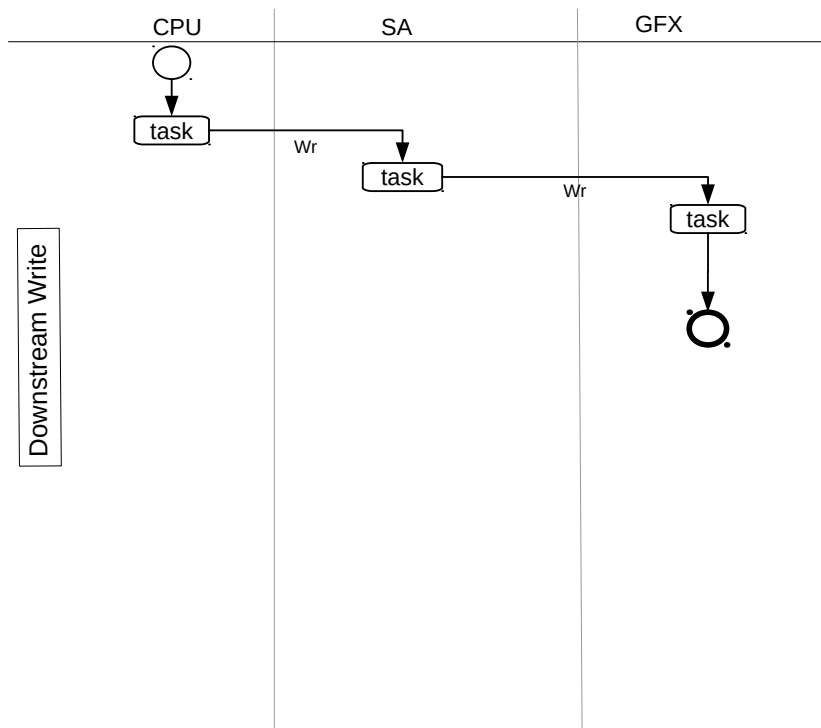 CPU
SA
GFX
task
Wr
task
Wr
task
Downstream Write